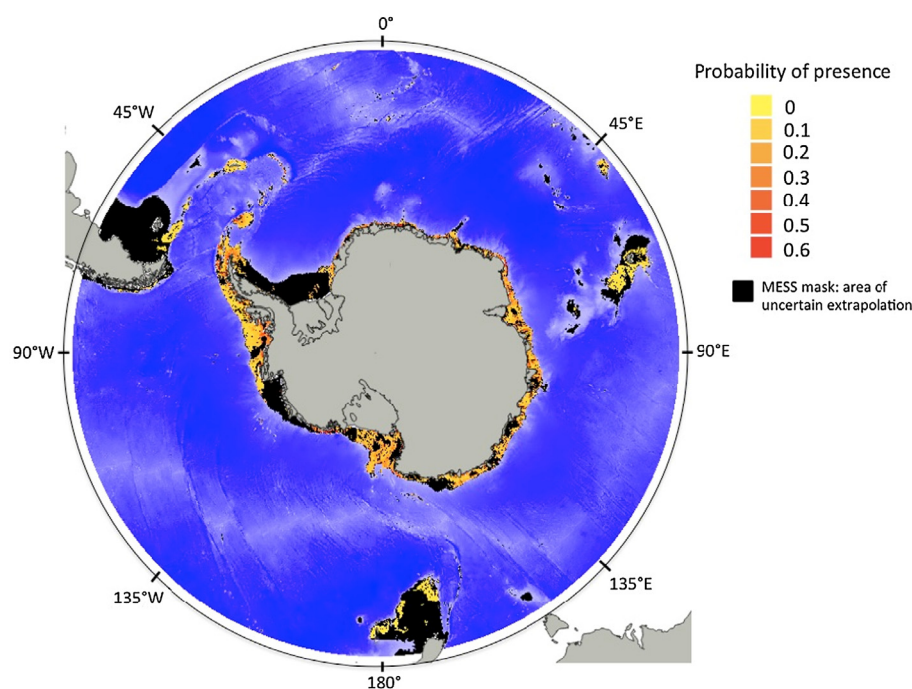 0°
Probability of presence
45°W
45°E
0
0.1
0.2
0.3
0.4
0.5
0.6
MESS mask: area of
uncertain extrapolation
90°W
90°E
135°W
135°E
180°